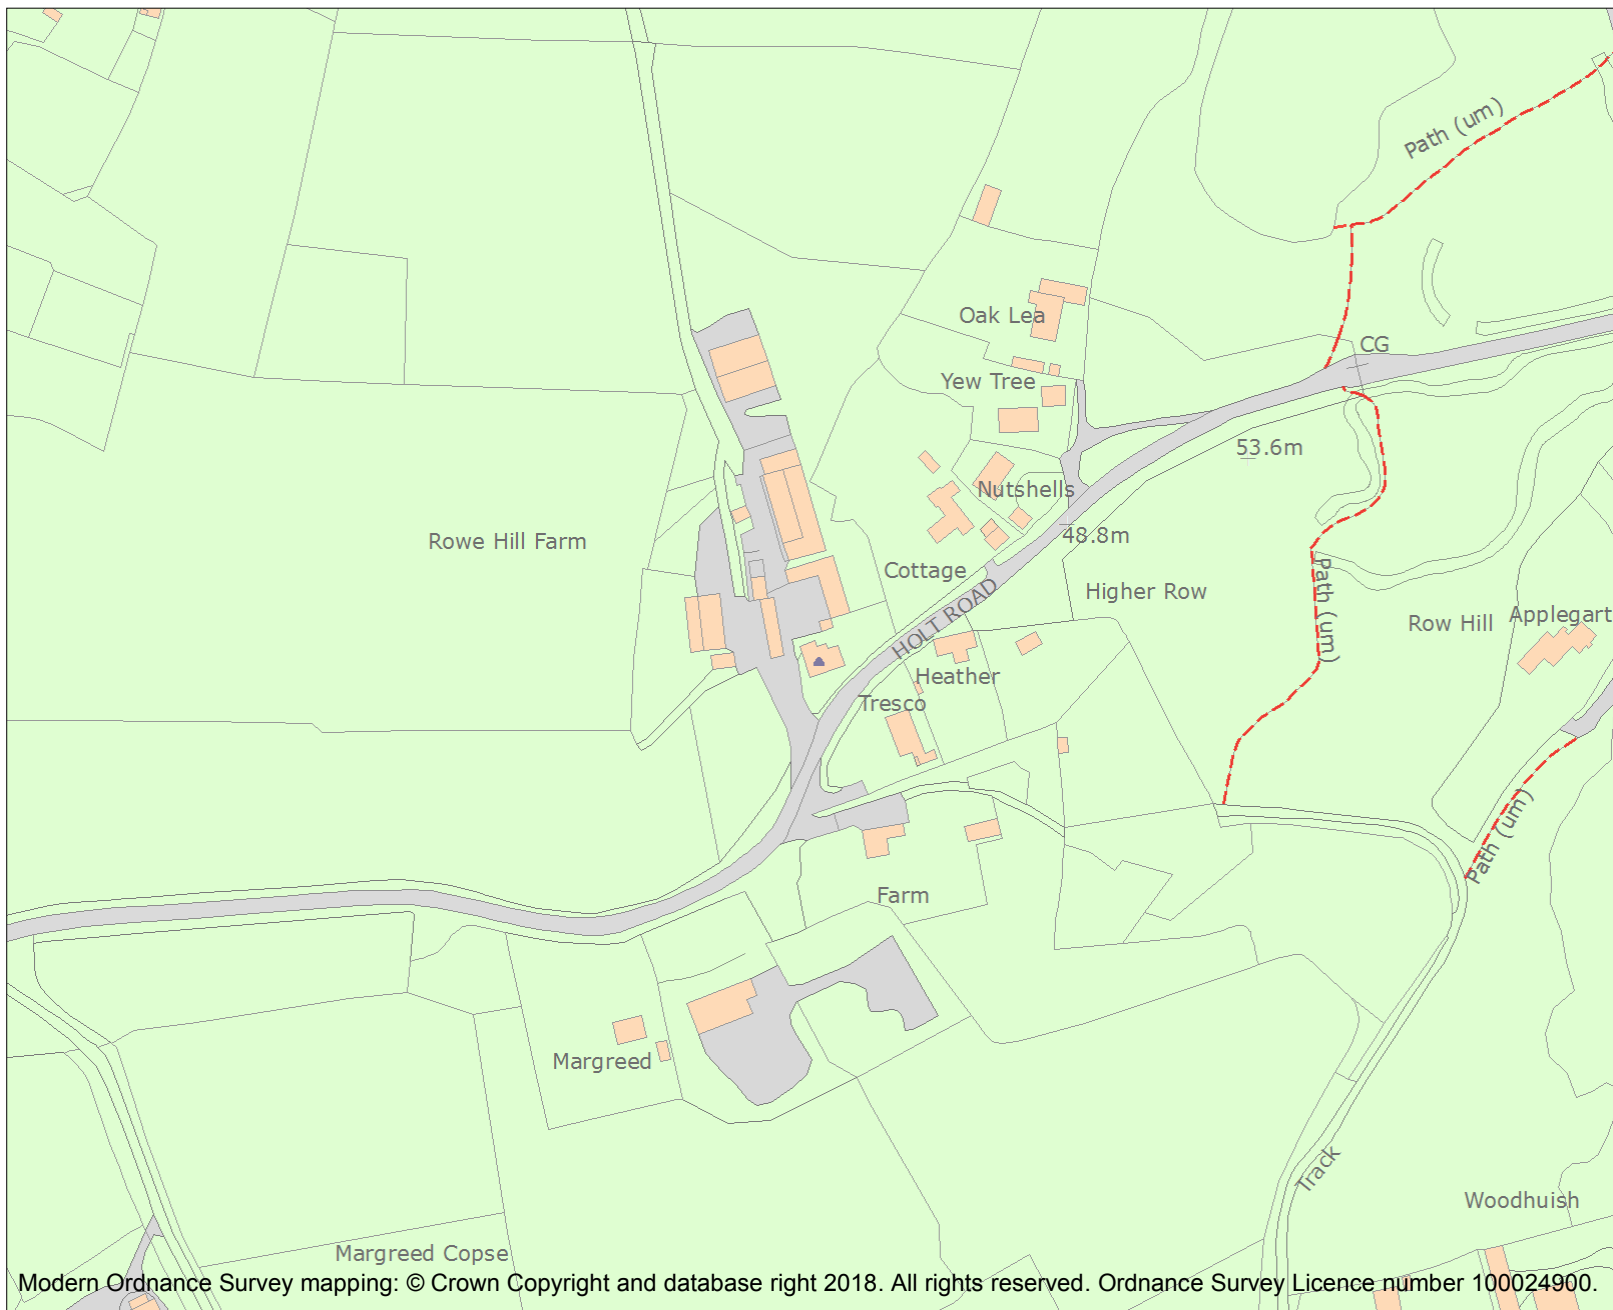 Path (um)
Oak Lea
CG
Yew Tree
53.6m
Nutshells
48.8m
Rowe Hill Farm
Cottage
Higher Row
HOLT ROAD
Path (um)
Row Hill
Applegart
Heather
Tresco
Path (um)
Farm
Margreed
Track
Woodhuish
Margreed Copse
Modern Ordnance Survey mapping: © Crown Copyright and database right 2018. All rights reserved. Ordnance Survey Licence number 100024900.